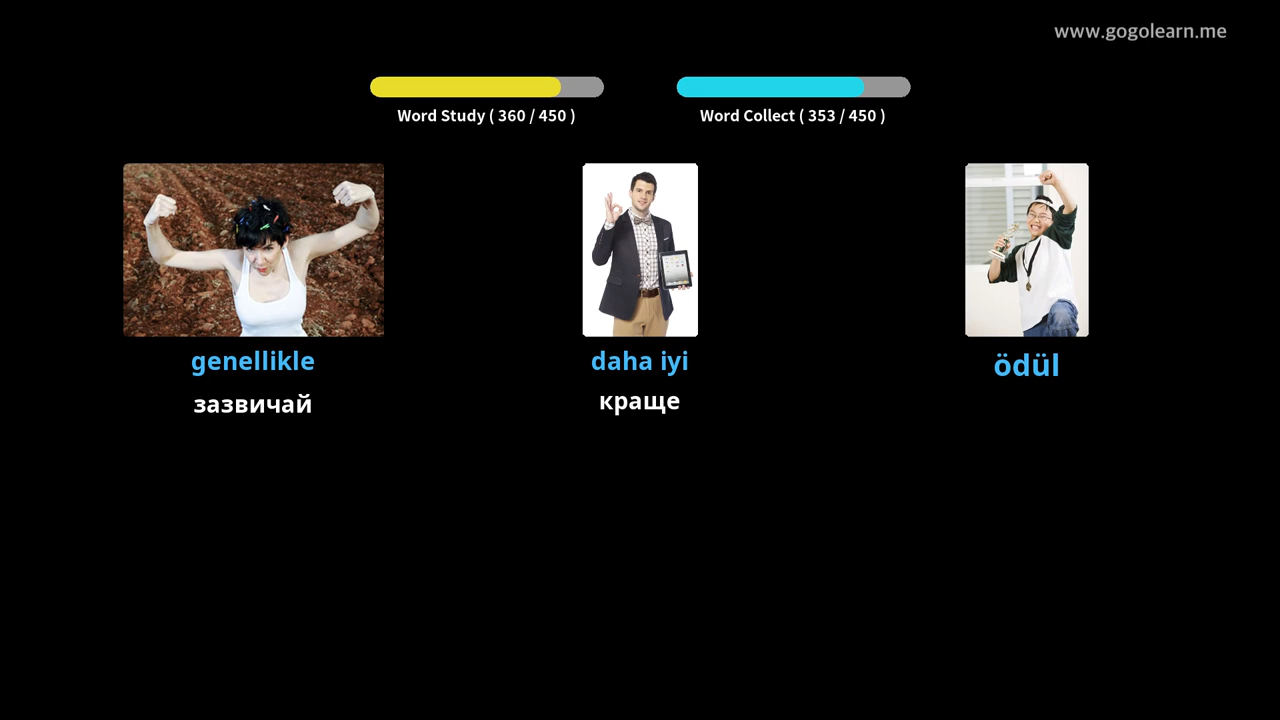 www.gogolearn.me
Word Study ( 360 / 450 )
Word Collect ( 353 / 450 )
genellikle
зазвичай
daha iyi
краще
ödül